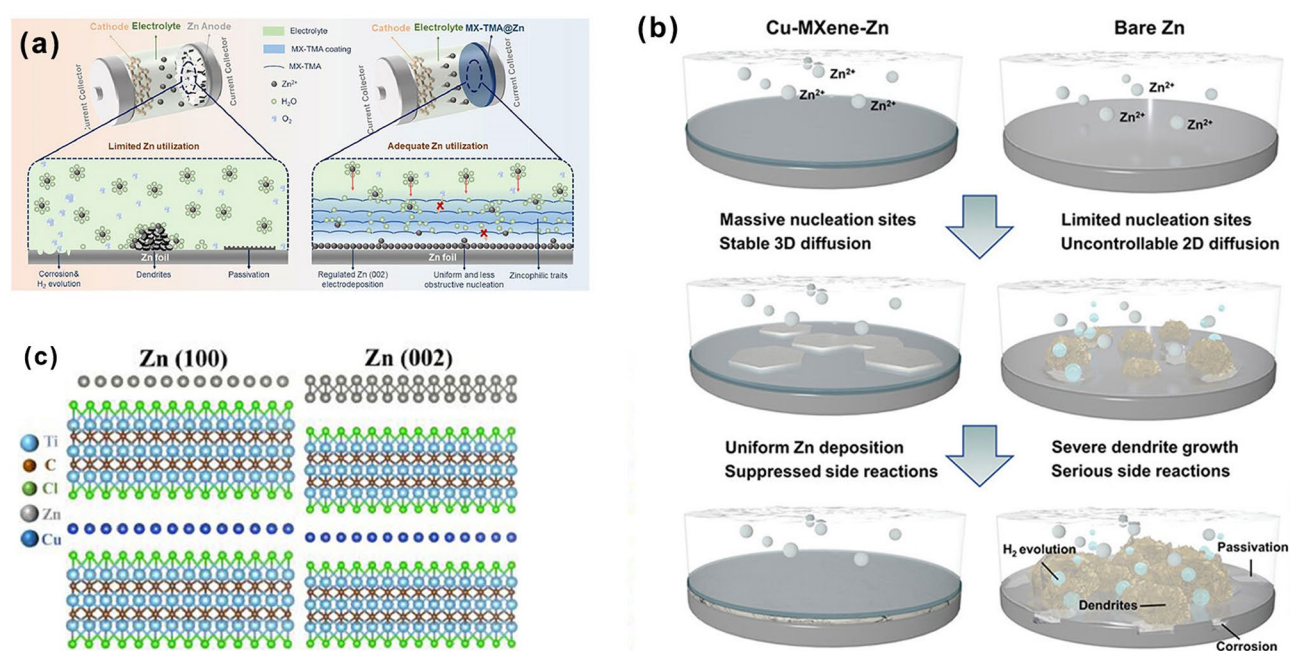 (a)
Cathode Electrolyte Zn Anode
Current Collector
Current Collector
Electrolyte
MX-TMA coating
MX-TMA
Zn²⁺
H₂O
O₂
Cathode Electrolyte MX-TMA@Zn
Current Collector
Current Collector
Limited Zn utilization
Adequate Zn utilization
Zn foil
Zn foil
Corrosion&
H₂ evolution
Dendrites
Passivation
Regulated Zn (002)
electrodeposition
Uniform and less
obstructive nucleation
Zincophilic traits
(b)
Cu-MXene-Zn
Bare Zn
Zn²⁺
Zn²⁺
Zn²⁺
Zn²⁺
Zn²⁺
Zn²⁺
Massive nucleation sites
Stable 3D diffusion
Limited nucleation sites
Uncontrollable 2D diffusion
Uniform Zn deposition
Suppressed side reactions
Severe dendrite growth
Serious side reactions
H₂ evolution
Passivation
Dendrites
Corrosion
(c)
Zn (100)
Zn (002)
Ti
C
Cl
Zn
Cu